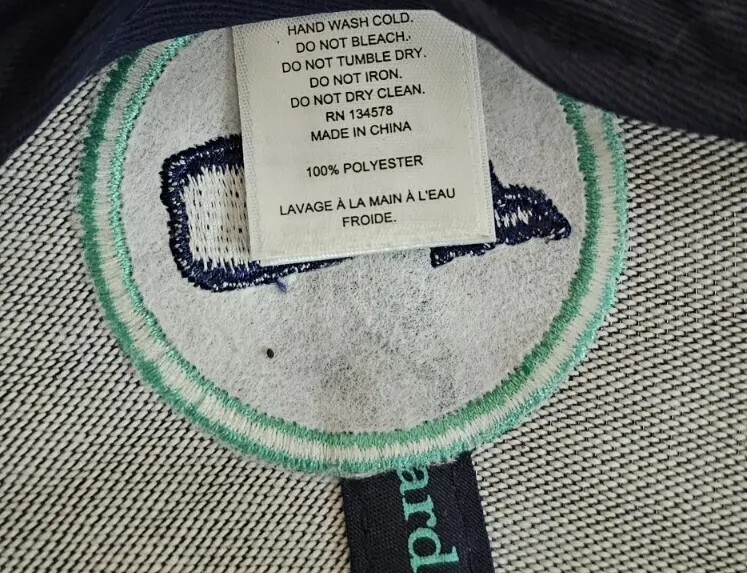 HAND WASH COLD.
DO NOT BLEACH.
DO NOT TUMBLE DRY.
DO NOT IRON.
DO NOT DRY CLEAN.
RN 134578
MADE IN CHINA
100% POLYESTER
LAVAGE À LA MAIN À L'EAU
FROIDE.
ard